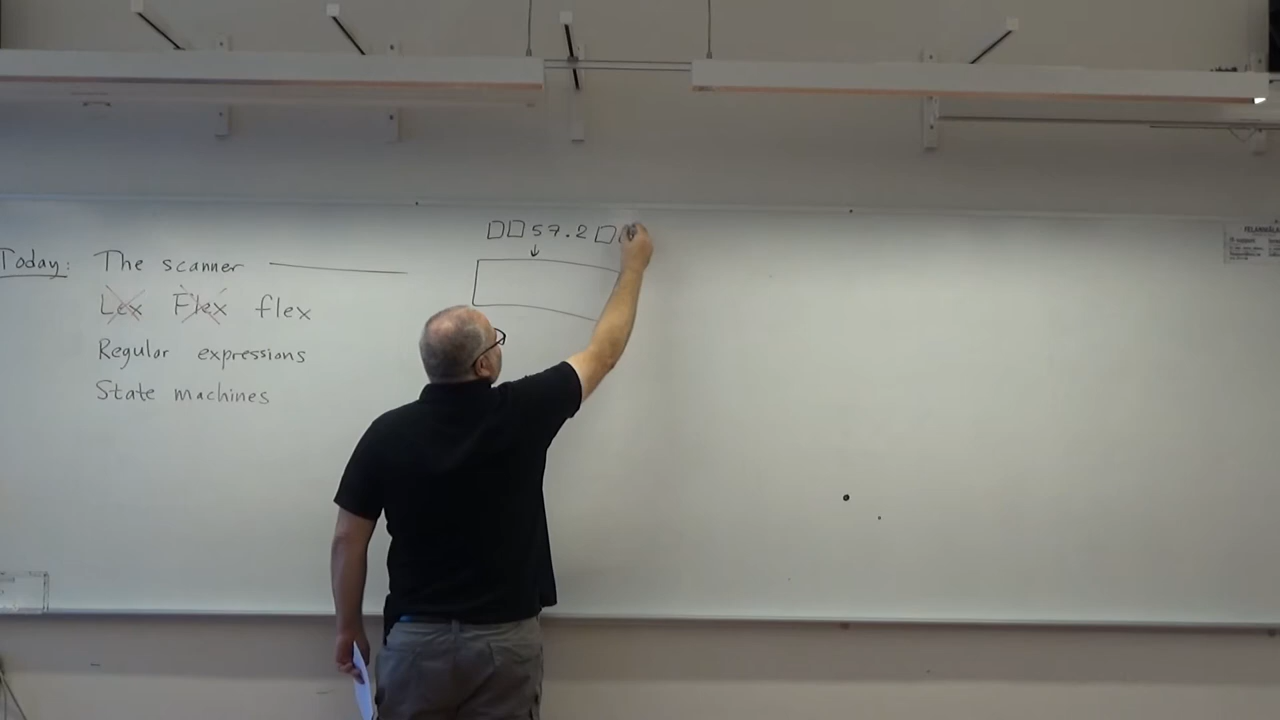 Today: The scanner
Lex Flex flex
Regular expressions
State machines
57.2